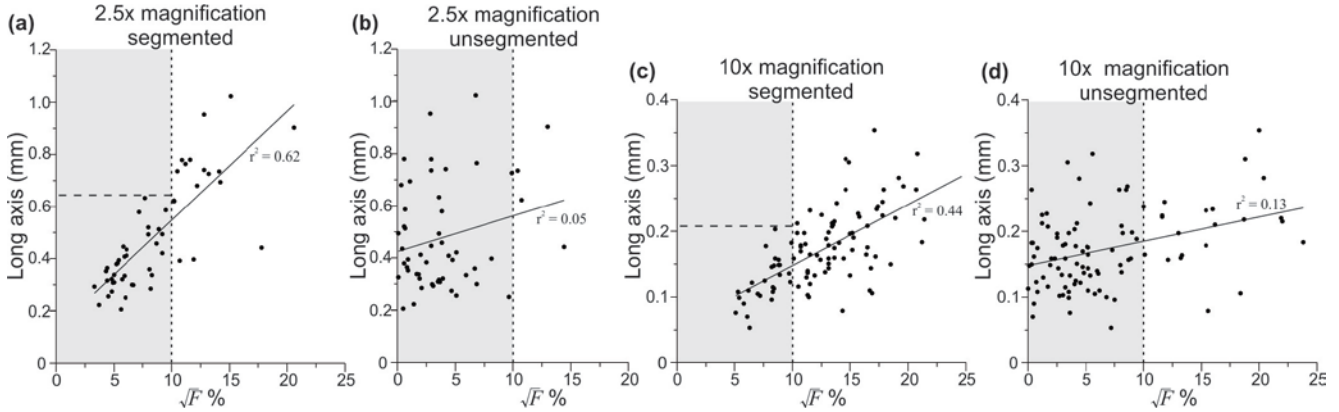 (a) 2.5x magnification
segmented
1.2
1.0
0.8
0.6
0.4
0.2
0
Long axis (mm)
r² = 0.62
0 5 10 15 20 25
√F %
(b) 2.5x magnification
unsegmented
1.2
1.0
0.8
0.6
0.4
0.2
0
Long axis (mm)
r² = 0.05
0 5 10 15 20
√F %
(c) 10x magnification
segmented
0.4
0.3
0.2
0.1
0
Long axis (mm)
r² = 0.44
0 5 10 15 20 25
√F %
(d) 10x magnification
unsegmented
0.4
0.3
0.2
0.1
0.0
Long axis (mm)
r² = 0.13
0 5 10 15 20 25
√F %